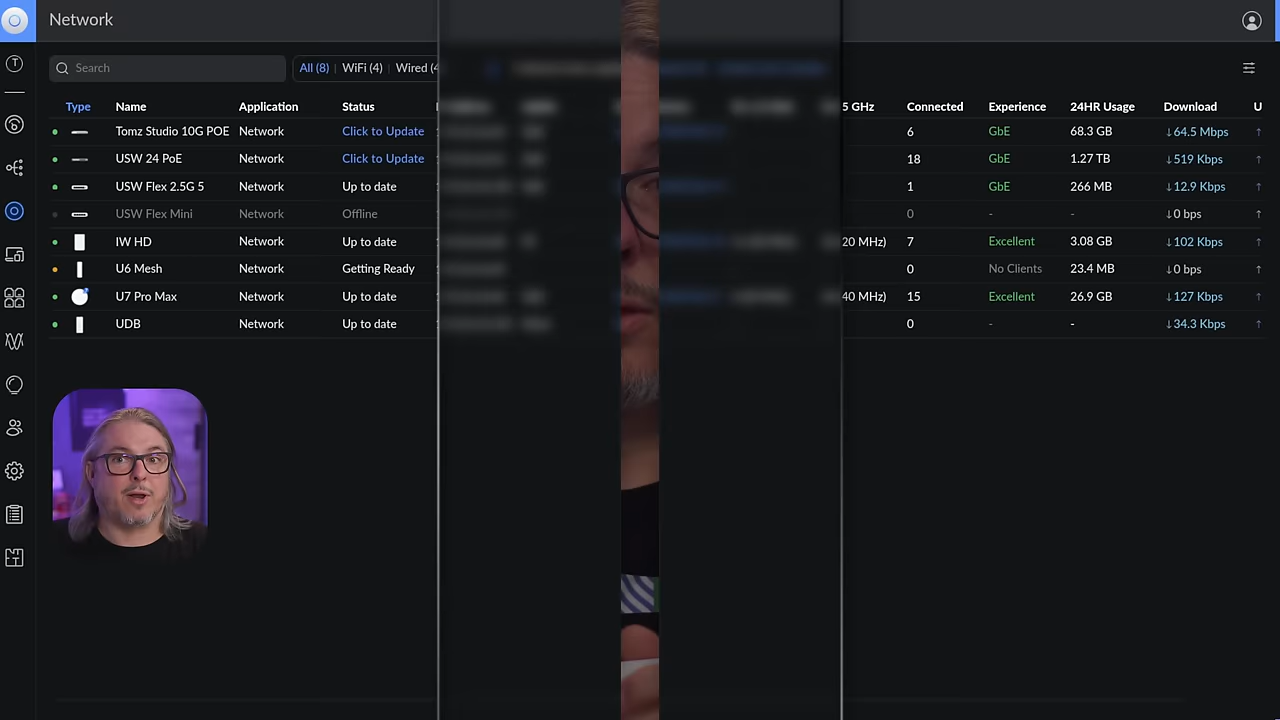 Network
Search
All (8) WiFi (4) Wired (4
Type Name Application Status 5 GHz Connected Experience 24HR Usage Download U
Tomz Studio 10G POE Network Click to Update 6 GbE 68.3 GB ↓64.5 Mbps ↑
USW 24 PoE Network Click to Update 18 GbE 1.27 TB ↓519 Kbps ↑
USW Flex 2.5G 5 Network Up to date 1 GbE 266 MB ↓12.9 Kbps ↑
USW Flex Mini Network Offline 0 - - ↓0 bps ↑
IW HD Network Up to date 20 MHz) 7 Excellent 3.08 GB ↓102 Kbps ↑
U6 Mesh Network Getting Ready 0 No Clients 23.4 MB ↓0 bps ↑
U7 Pro Max Network Up to date 40 MHz) 15 Excellent 26.9 GB ↓127 Kbps ↑
UDB Network Up to date 0 - - ↓34.3 Kbps ↑